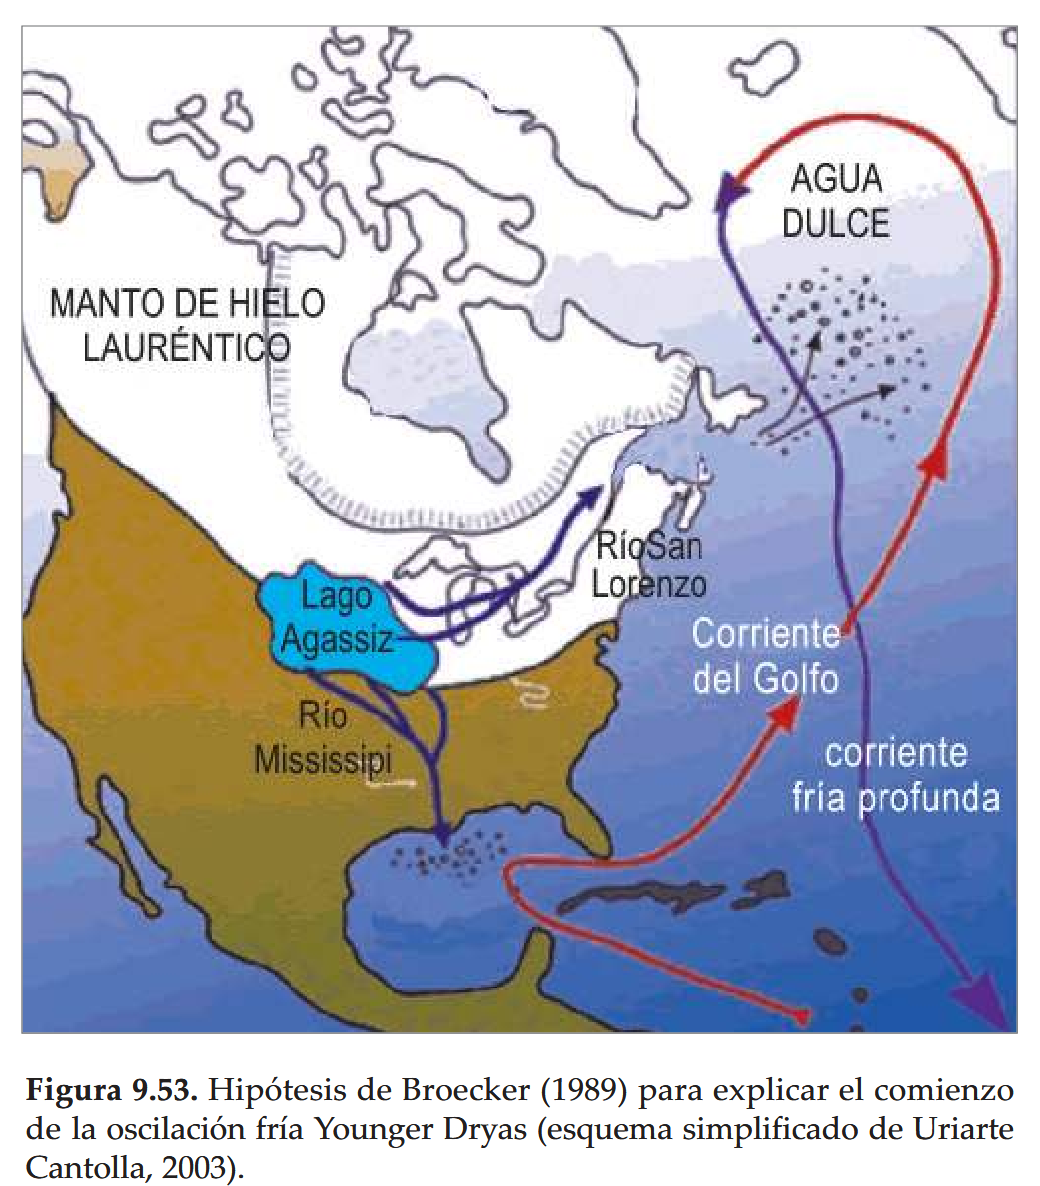 AGUA
DULCE
MANTO DE HIELO
LAURÉNTICO
RíoSan
Lorenzo
Lago
Agassiz
Corriente
del Golfo
Río
Mississipi
corriente
fria profunda
Figura 9.53. Hipótesis de Broecker (1989) para explicar el comienzo
de la oscilación fría Younger Dryas (esquema simplificado de Uriarte
Cantolla, 2003).